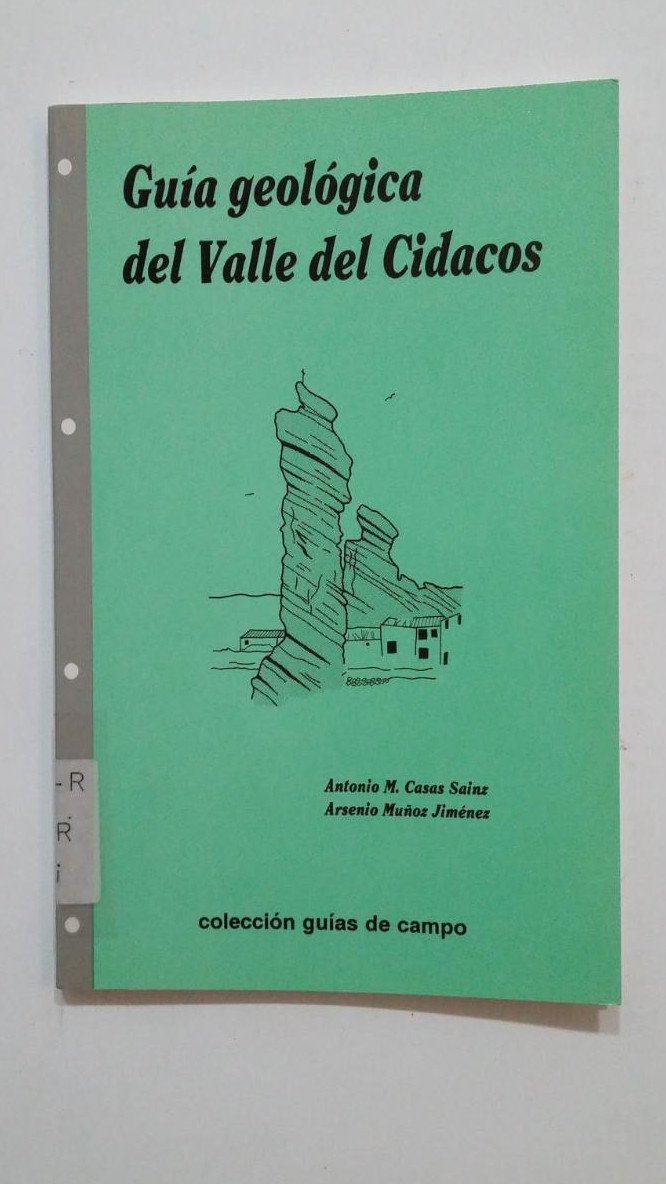 Guía geológica
del Valle del Cidacos
Antonio M. Casas Sainz
Arsenio Muñoz Jiménez
-R
R
i
colección guías de campo